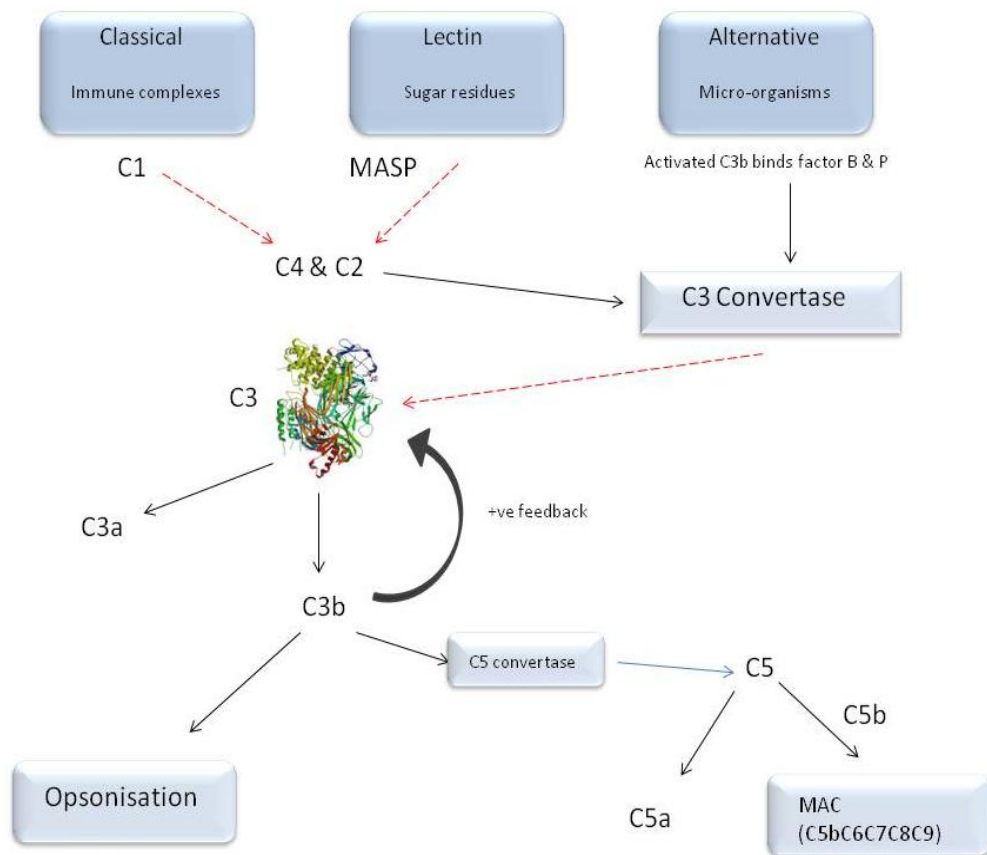 Classical
Immune complexes
Lectin
Sugar residues
Alternative
Micro-organisms
C1
MASP
Activated C3b binds factor B & P
C4 & C2
C3 Convertase
C3
C3a
+ve feedback
C3b
C5 convertase
C5
C5b
Opsonisation
C5a
MAC
(C5bC6C7C8C9)